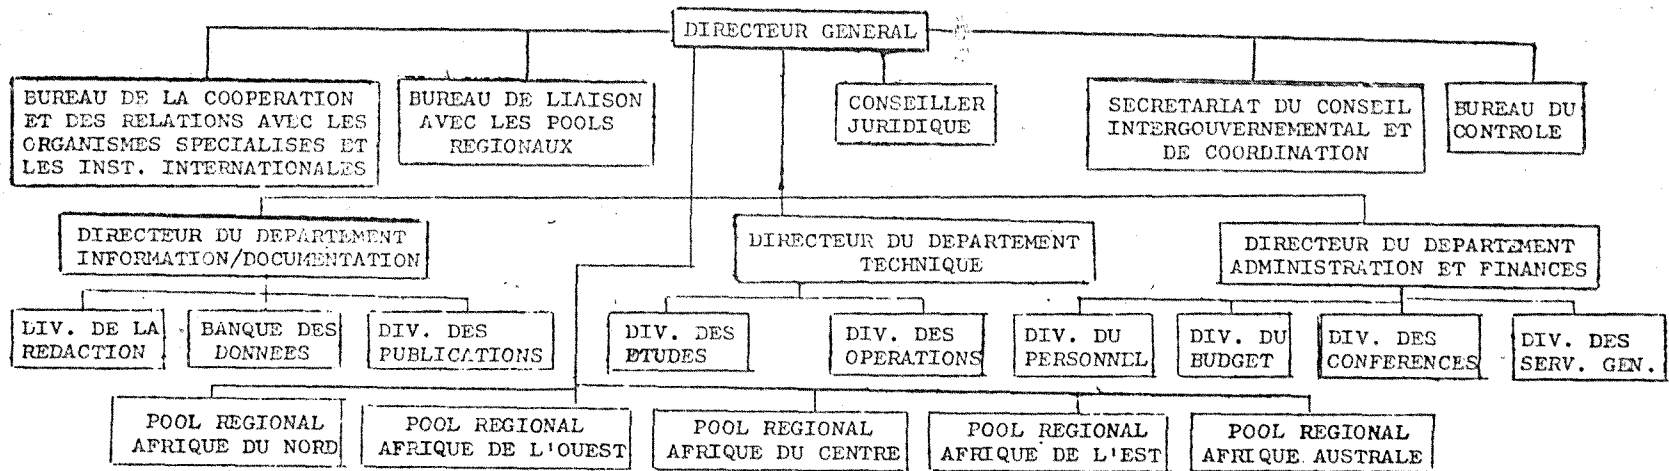 DIRECTEUR GENERAL
BUREAU DE LA COOPERATION
ET DES RELATIONS AVEC LES
ORGANISMES SPECIALISES ET
LES INST. INTERNATIONALES
BUREAU DE LIAISON
AVEC LES POOLS
REGIONAUX
CONSEILLER
JURIDIQUE
SECRETARIAT DU CONSEIL
INTERGOUVERNEMENTAL ET
DE COORDINATION
BUREAU DU
CONTROLE
DIRECTEUR DU DEPARTEMENT
INFORMATION/DOCUMENTATION
DIRECTEUR DU DEPARTEMENT
TECHNIQUE
DIRECTEUR DU DEPARTEMENT
ADMINISTRATION ET FINANCES
DIV. DE LA
REDACTION
BANQUE DES
DONNEES
DIV. DES
PUBLICATIONS
DIV. DES
ETUDES
DIV. DES
OPERATIONS
DIV. DU
PERSONNEL
DIV. DU
BUDGET
DIV. DES
CONFERENCES
DIV. DES
SERV. GEN.
POOL REGIONAL
AFRIQUE DU NORD
POOL REGIONAL
AFRIQUE DE L'OUEST
POOL REGIONAL
AFRIQUE DU CENTRE
POOL REGIONAL
AFRIQUE DE L'EST
POOL REGIONAL
AFRIQUE AUSTRALE